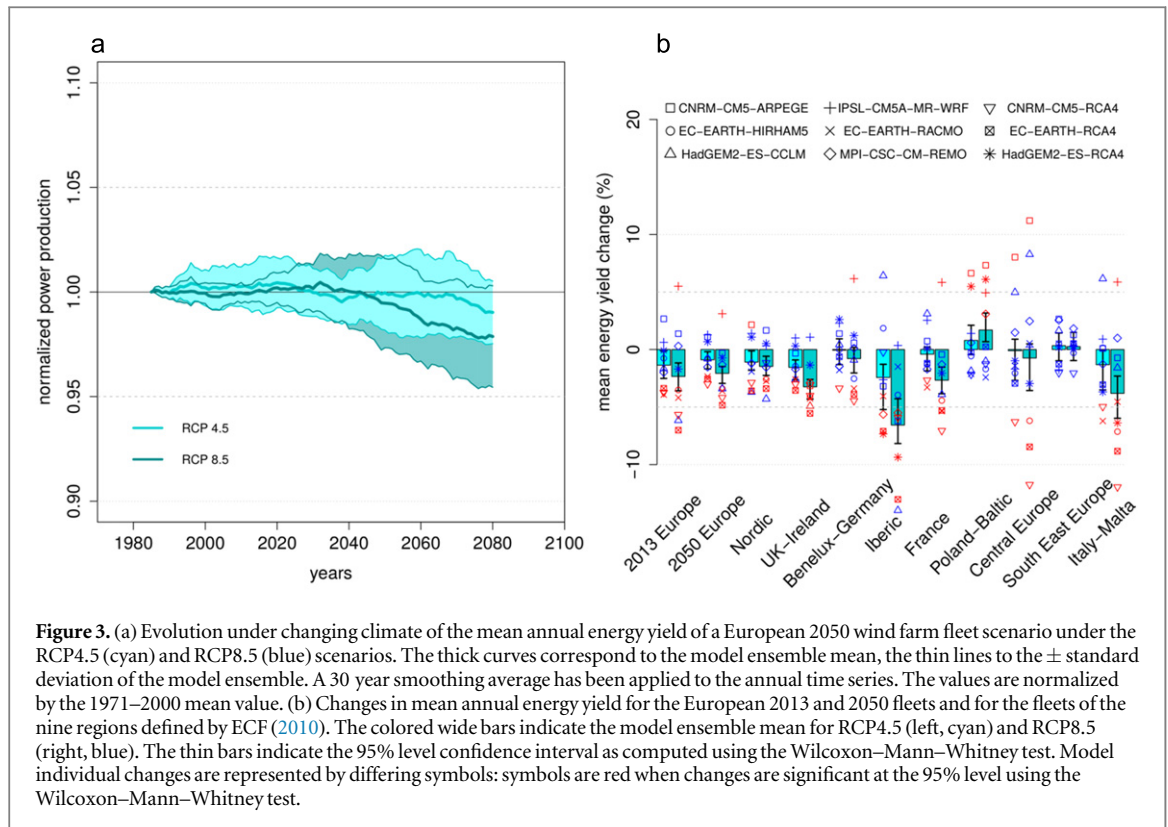 a
b
1.10
1.05
1.00
0.95
0.90
normalized power production
RCP 4.5
RCP 8.5
1980 2000 2020 2040 2060 2080 2100
years
CNRM−CM5−ARPEGE IPSL−CM5A−MR−WRF CNRM−CM5−RCA4
EC−EARTH−HIRHAM5 EC−EARTH−RACMO EC−EARTH−RCA4
HadGEM2−ES−CCLM MPI−CSC−CM−REMO HadGEM2−ES−RCA4
20
10
0
−10
mean energy yield change (%)
2013 Europe
2050 Europe
Nordic
UK−Ireland
Benelux−Germany
Iberic
France
Poland−Baltic
Central Europe
South East Europe
Italy−Malta
Figure 3. (a) Evolution under changing climate of the mean annual energy yield of a European 2050 wind farm fleet scenario under the
RCP4.5 (cyan) and RCP8.5 (blue) scenarios. The thick curves correspond to the model ensemble mean, the thin lines to the ± standard
deviation of the model ensemble. A 30 year smoothing average has been applied to the annual time series. The values are normalized
by the 1971–2000 mean value. (b) Changes in mean annual energy yield for the European 2013 and 2050 fleets and for the fleets of the
nine regions defined by ECF (2010). The colored wide bars indicate the model ensemble mean for RCP4.5 (left, cyan) and RCP8.5
(right, blue). The thin bars indicate the 95% level confidence interval as computed using the Wilcoxon–Mann–Whitney test. Model
individual changes are represented by differing symbols: symbols are red when changes are significant at the 95% level using the
Wilcoxon–Mann–Whitney test.